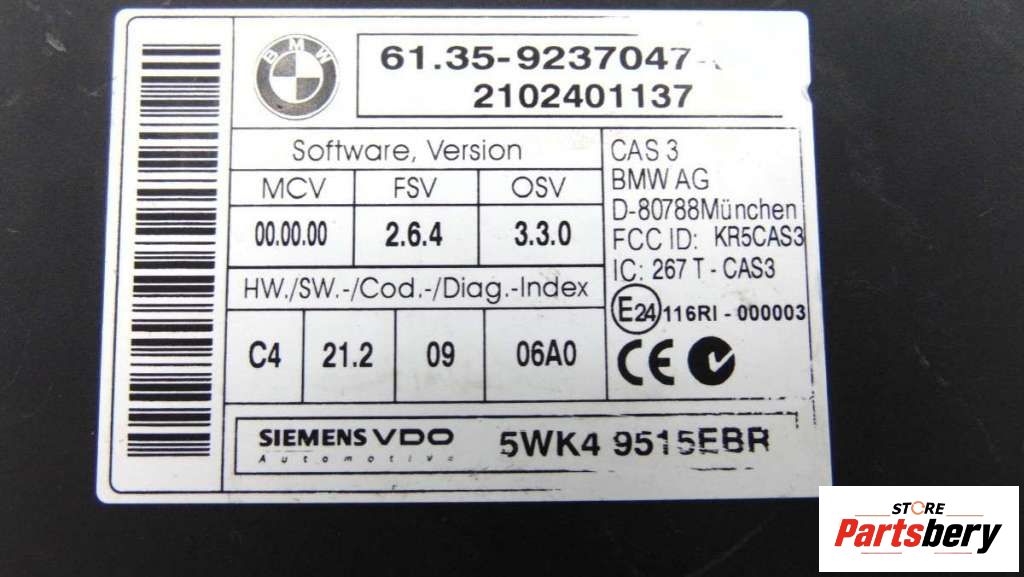 BMW
61.35-9237047-
2102401137
Software, Version
MCV FSV OSV
00.00.00 2.6.4 3.3.0
HW./SW.-/Cod.-/Diag.-Index
C4 21.2 09 06A0
CAS 3
BMW AG
D-80788München
FCC ID: KR5CAS3
IC: 267 T - CAS3
E24 116RI - 000003
CE
SIEMENS VDO
Automotive
5WK4 9515EBR
STORE
Partsbery